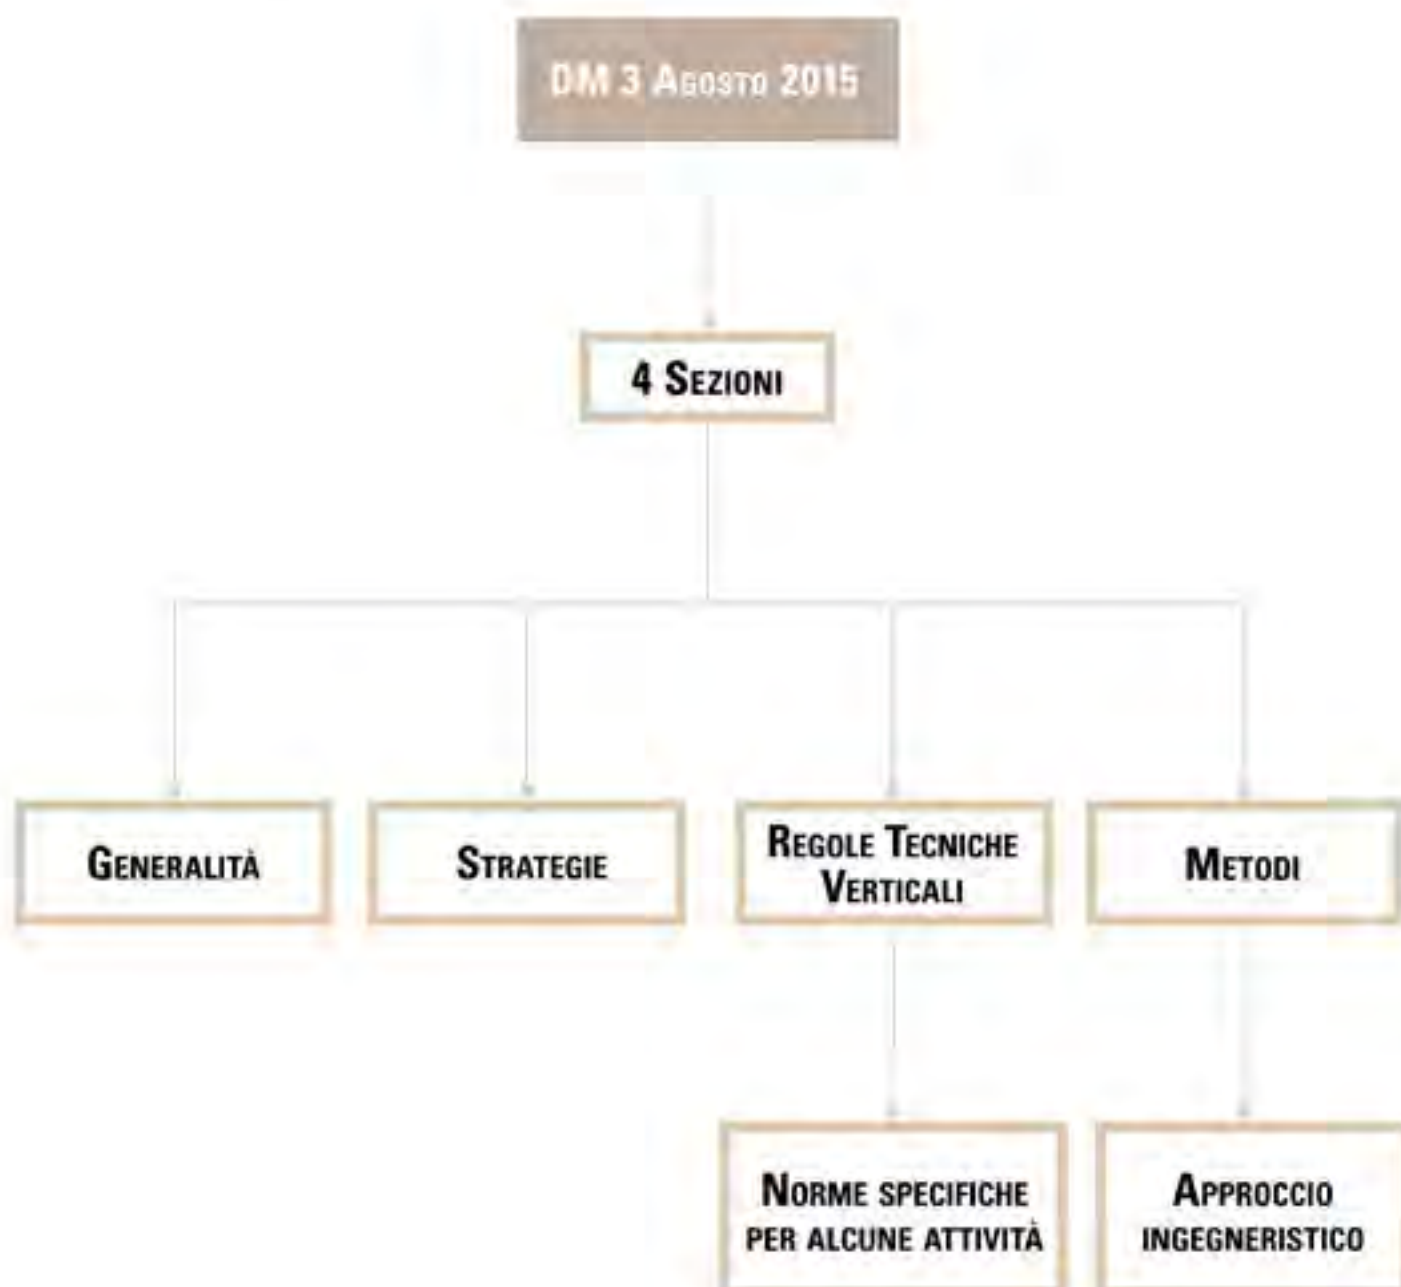 DM 3 Agosto 2015
4 Sezioni
Generalità
Strategie
Regole Tecniche
Verticali
Metodi
Norme specifiche
per alcune attività
Approccio
ingegneristico